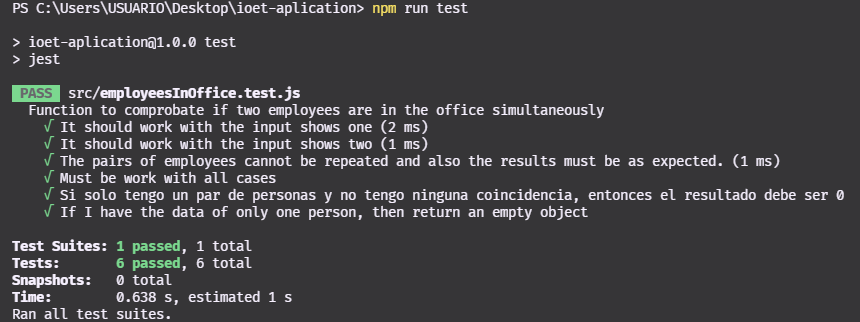 PS C:\Users\USUARIO\Desktop\ioet-aplication> npm run test
> ioet-aplication@1.0.0 test
> jest
PASS src/employeesInOffice.test.js
Function to comprobate if two employees are in the office simultaneously
√ It should work with the input shows one (2 ms)
√ It should work with the input shows two (1 ms)
√ The pairs of employees cannot be repeated and also the results must be as expected. (1 ms)
√ Must be work with all cases
√ Si solo tengo un par de personas y no tengo ninguna coincidencia, entonces el resultado debe ser 0
√ If I have the data of only one person, then return an empty object
Test Suites: 1 passed, 1 total
Tests: 6 passed, 6 total
Snapshots: 0 total
Time: 0.638 s, estimated 1 s
Ran all test suites.